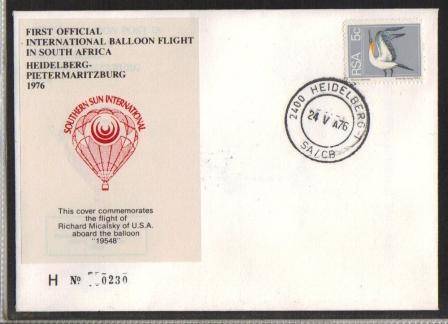 FIRST OFFICIAL
INTERNATIONAL BALLOON FLIGHT
IN SOUTH AFRICA
HEIDELBERG-
PIETERMARITZBURG
1976
SOUTHERN SUN INTERNATIONAL
This cover commemorates
the flight of
Richard Micalsky of U.S.A.
aboard the balloon
"19548"
H Nº 0230
RSA 5c
2400 HEIDELBERG T
24 V A76
SA/CB